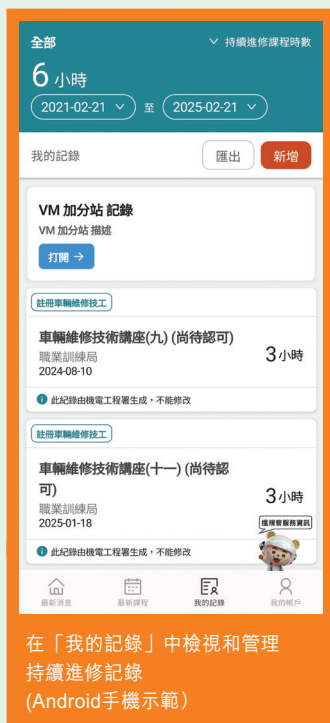 全部
持續進修課程時數
6 小時
2021-02-21 至 2025-02-21
我的記錄
匯出
新增
VM 加分站 記錄
VM 加分站 描述
打開 →
註冊車輛維修技工
車輛維修技術講座(九) (尚待認可)
職業訓練局
2024-08-10
3小時
此紀錄由機電工程署生成，不能修改
註冊車輛維修技工
車輛維修技術講座(十一) (尚待認
可)
職業訓練局
2025-01-18
3小時
此紀錄由機電工程署生成，不能修改
最新消息
最新課程
我的記錄
我的帳戶
在「我的記錄」中檢視和管理
持續進修記錄
(Android手機示範）